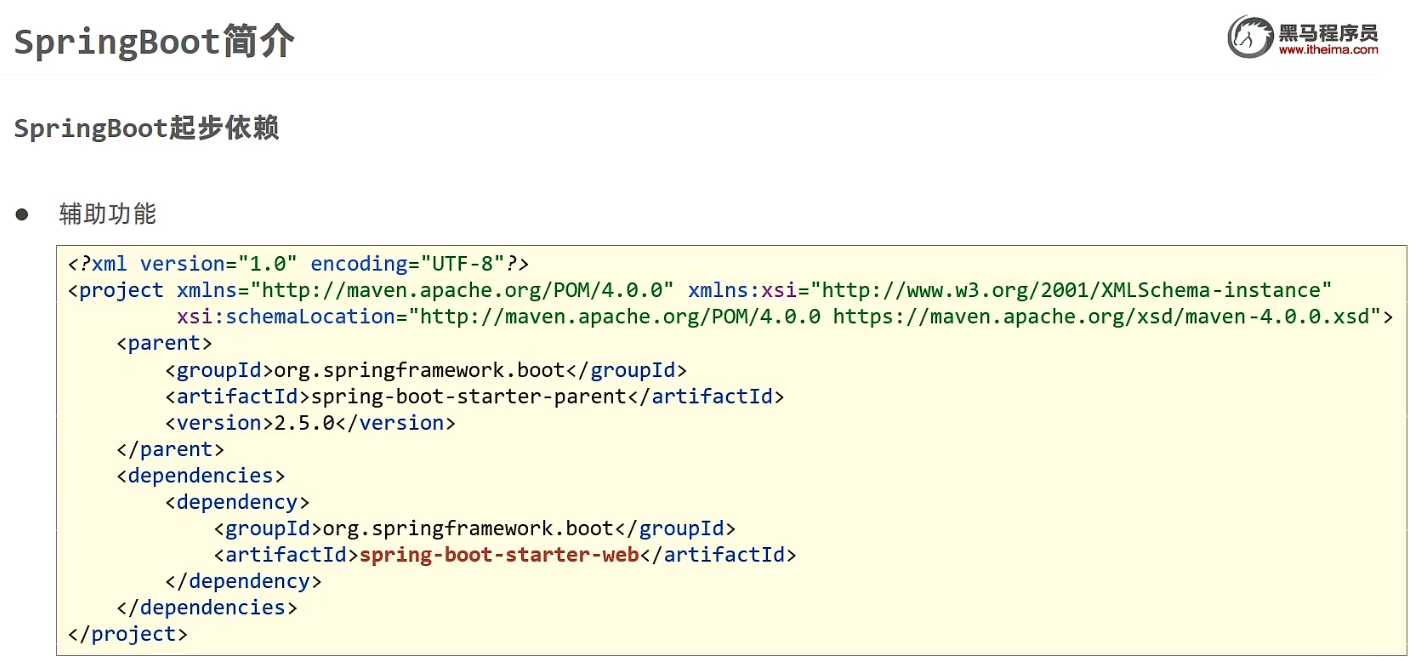 SpringBoot简介
黑马程序员
www.itheima.com
SpringBoot起步依赖
● 辅助功能
<?xml version="1.0" encoding="UTF-8"?>
<project xmlns="http://maven.apache.org/POM/4.0.0" xmlns:xsi="http://www.w3.org/2001/XMLSchema-instance"
         xsi:schemaLocation="http://maven.apache.org/POM/4.0.0 https://maven.apache.org/xsd/maven-4.0.0.xsd">
    <parent>
        <groupId>org.springframework.boot</groupId>
        <artifactId>spring-boot-starter-parent</artifactId>
        <version>2.5.0</version>
    </parent>
    <dependencies>
        <dependency>
            <groupId>org.springframework.boot</groupId>
            <artifactId>spring-boot-starter-web</artifactId>
        </dependency>
    </dependencies>
</project>